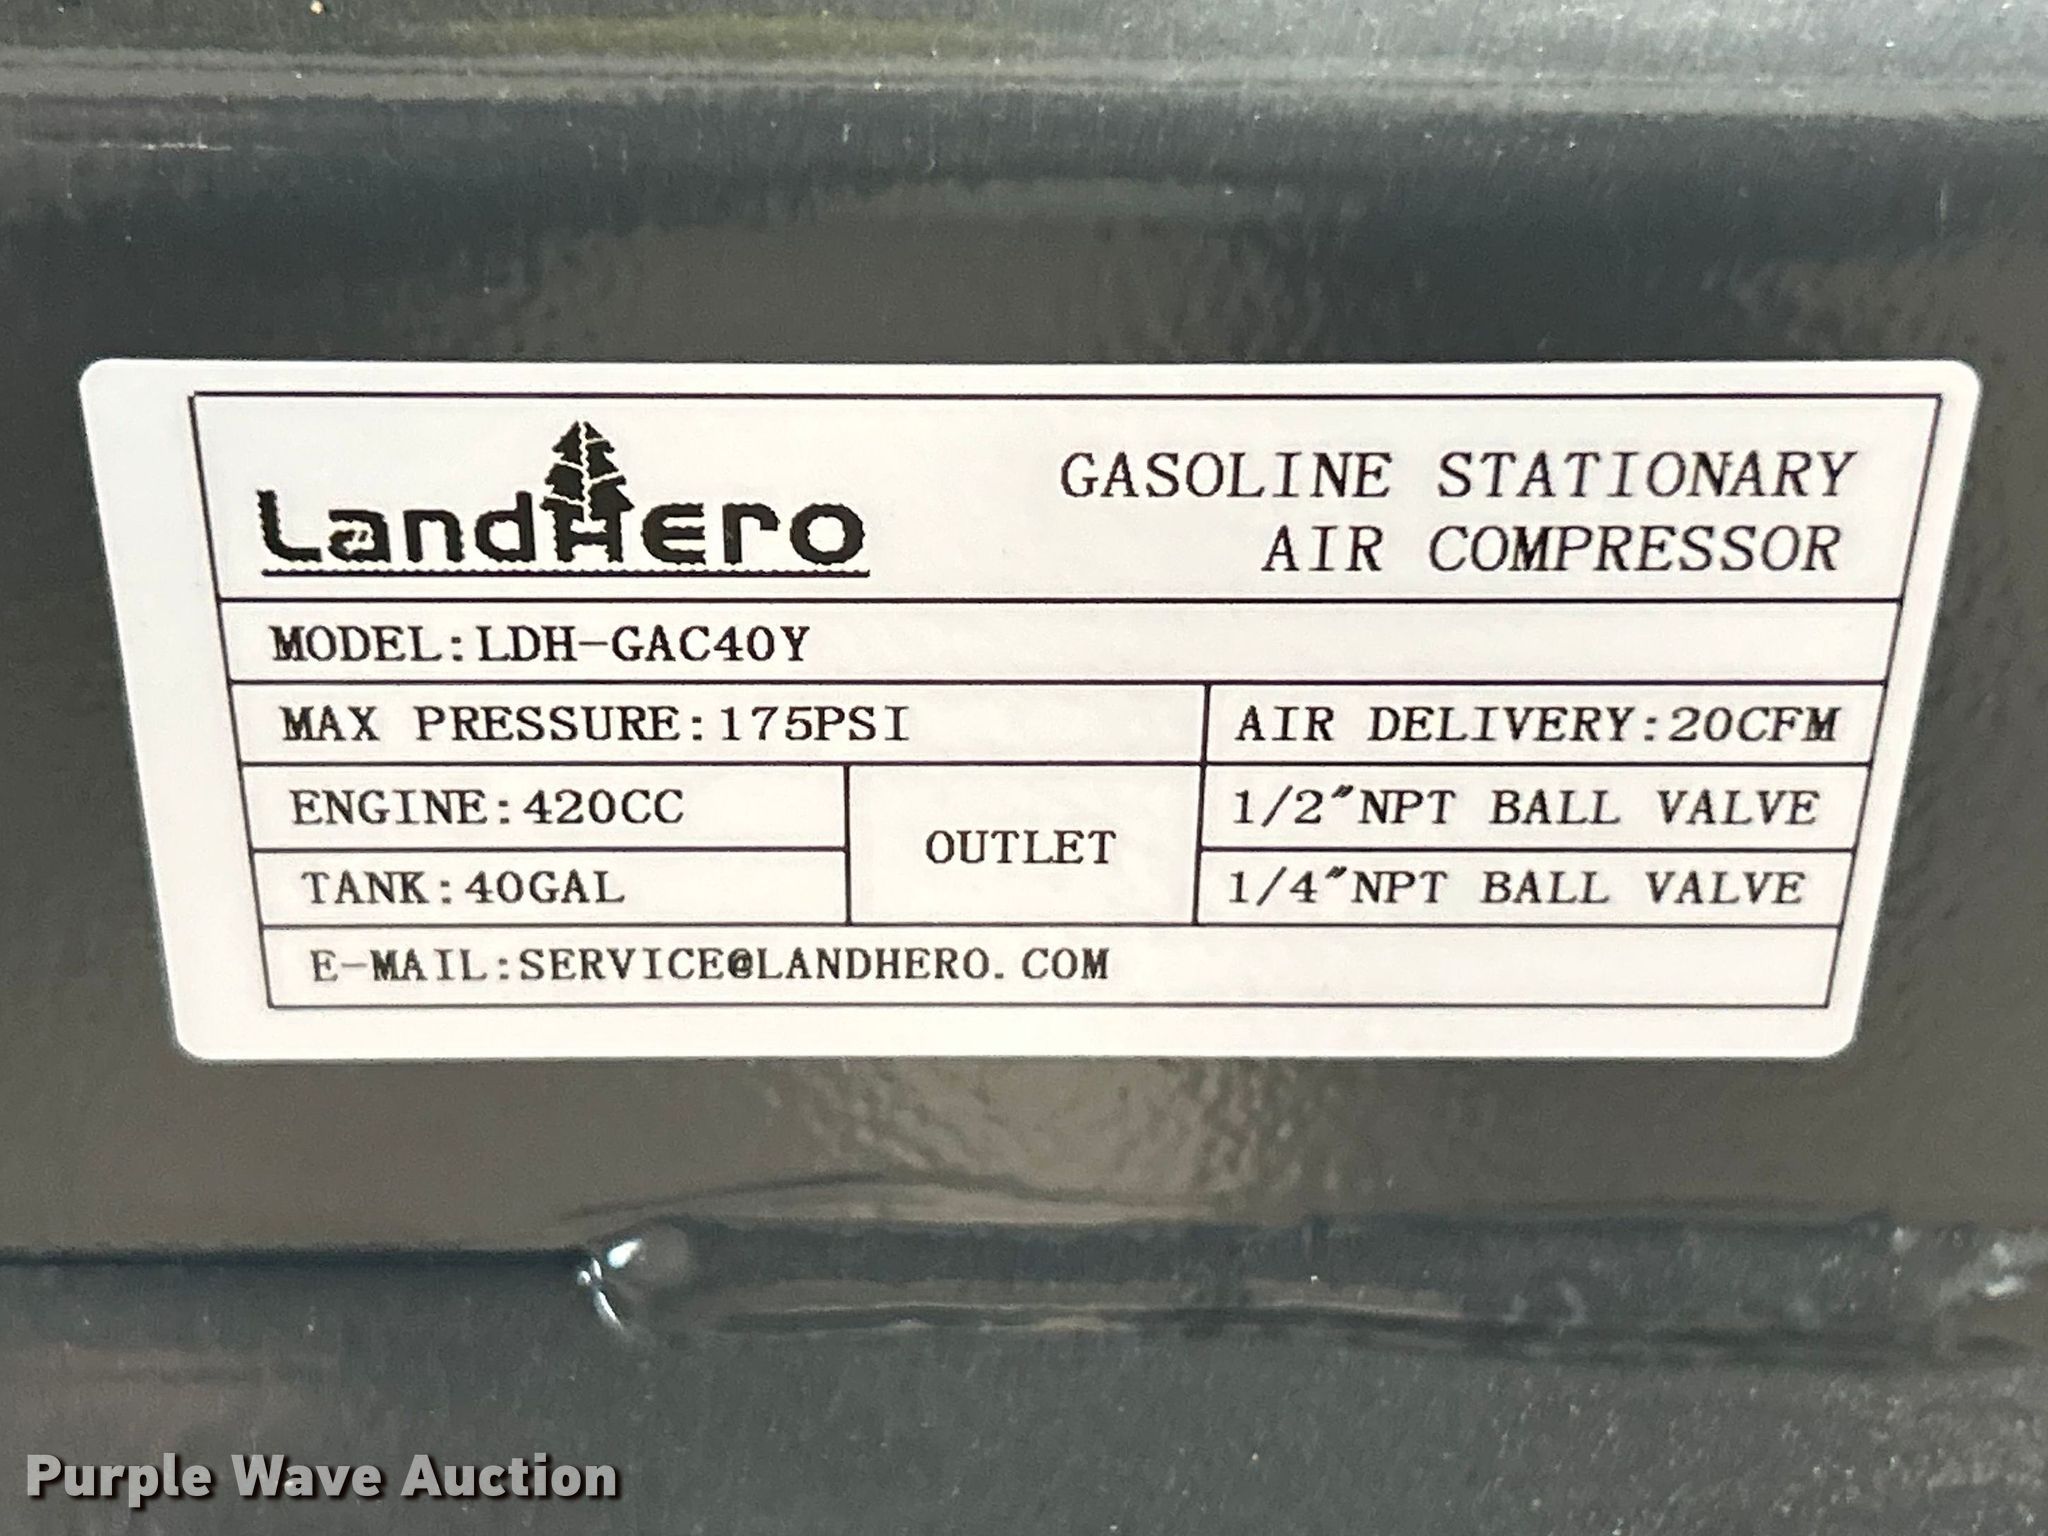 LandHero
GASOLINE STATIONARY
AIR COMPRESSOR
MODEL:LDH-GAC40Y
MAX PRESSURE:175PSI
AIR DELIVERY:20CFM
ENGINE:420CC
TANK:40GAL
OUTLET
1/2"NPT BALL VALVE
1/4"NPT BALL VALVE
E-MAIL:SERVICE@LANDHERO.COM
Purple Wave Auction